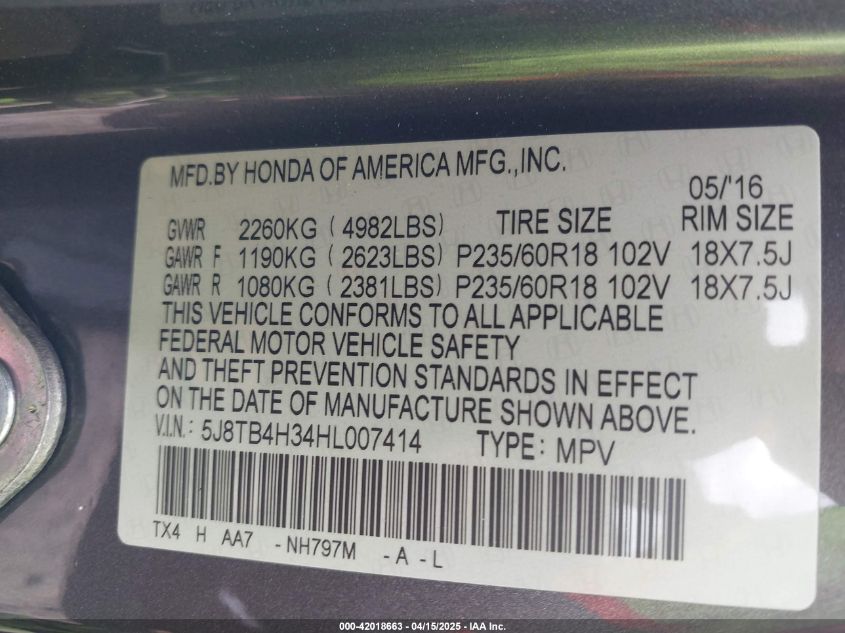 MFD.BY HONDA OF AMERICA MFG.,INC.
05/'16
GVWR 2260KG ( 4982LBS) TIRE SIZE RIM SIZE
GAWR F 1190KG ( 2623LBS) P235/60R18 102V 18X7.5J
GAWR R 1080KG ( 2381LBS) P235/60R18 102V 18X7.5J
THIS VEHICLE CONFORMS TO ALL APPLICABLE
FEDERAL MOTOR VEHICLE SAFETY
AND THEFT PREVENTION STANDARDS IN EFFECT
ON THE DATE OF MANUFACTURE SHOWN ABOVE.
V.I.N: 5J8TB4H34HL007414 TYPE: MPV
TX4 H AA7 -NH797M -A-L
000-42018663 - 04/15/2025 - IAA Inc.